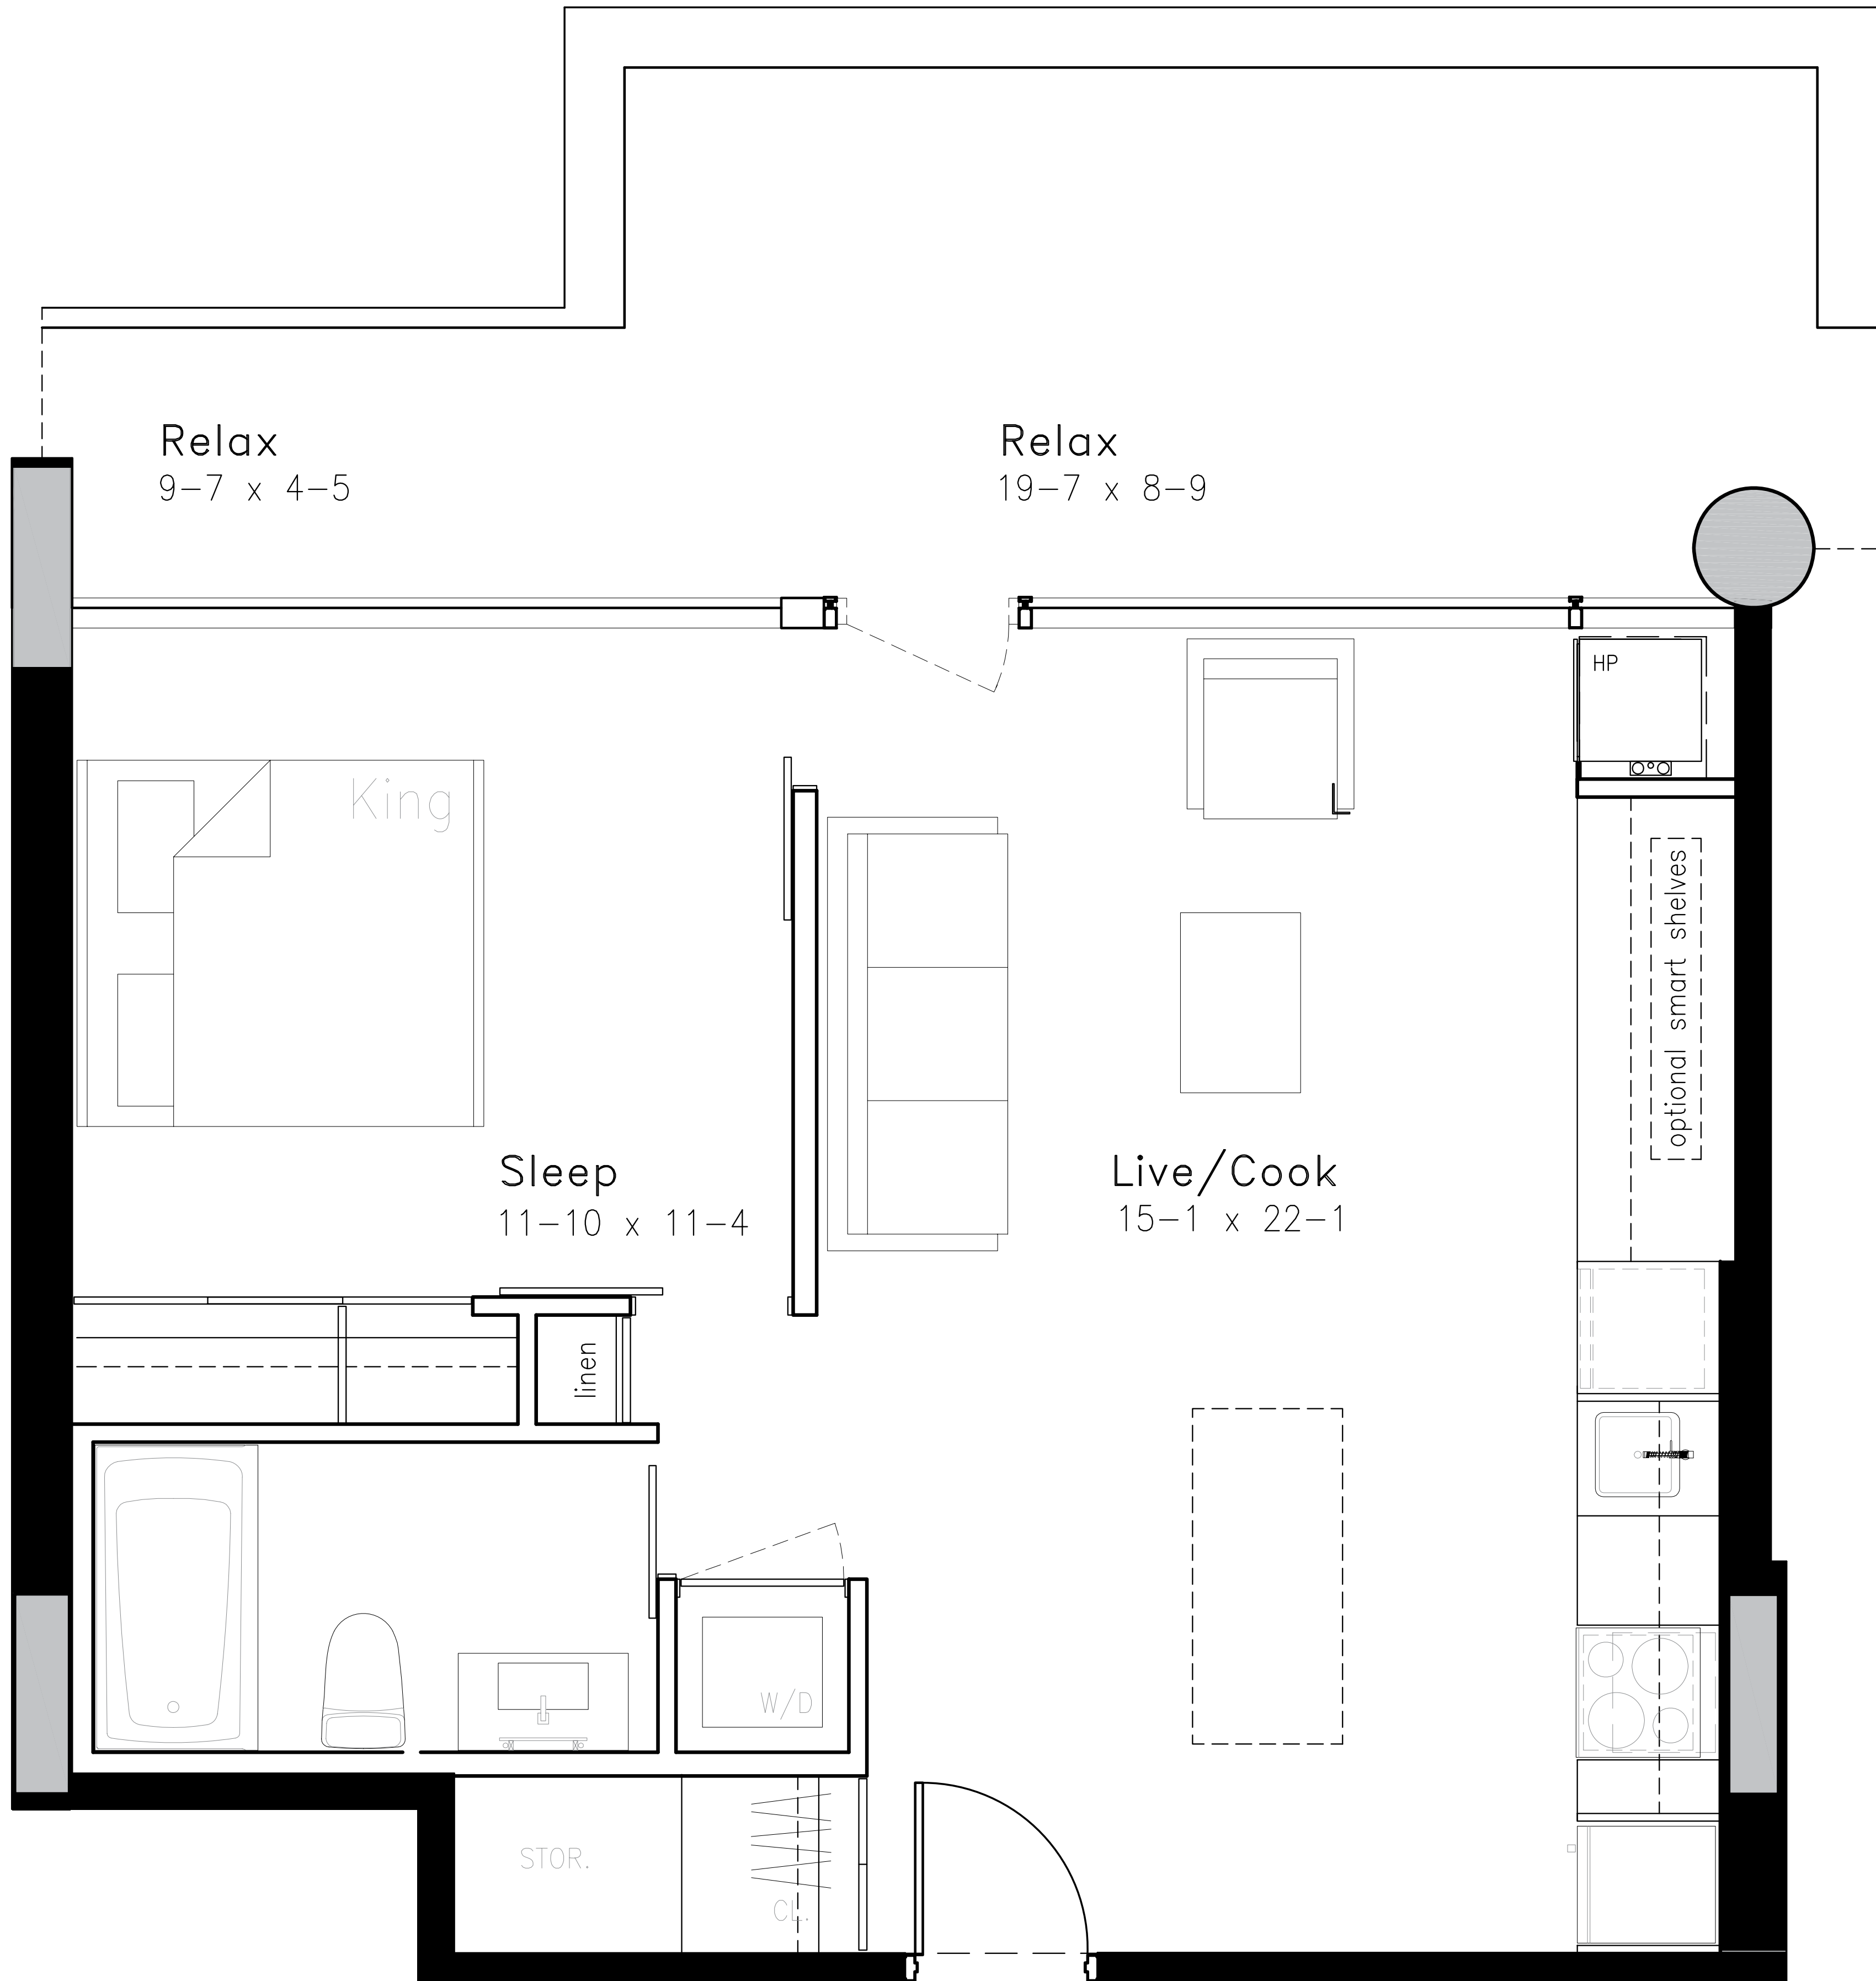 Relax
9-7 x 4-5
Relax
19-7 x 8-9
HP
King
optional smart shelves
Sleep
11-10 x 11-4
Live/Cook
15-1 x 22-1
linen
W/D
STOR.
CL.